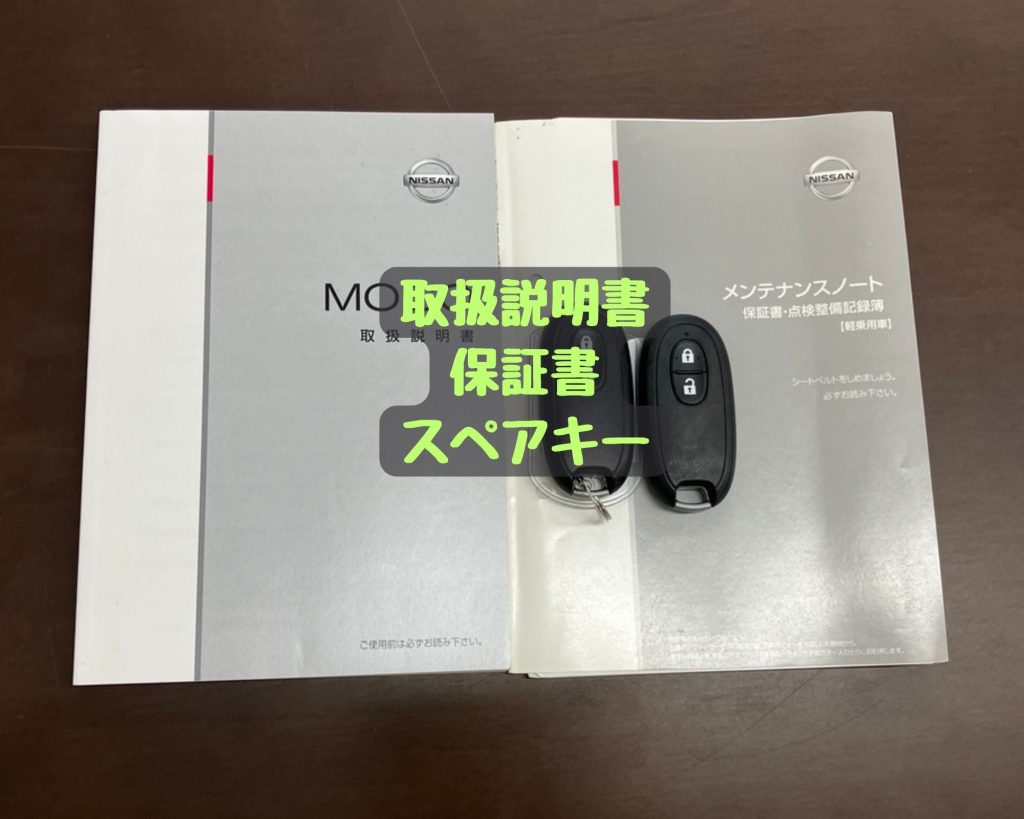 NISSAN
取扱説明書
ご使用前は必ずお読み下さい。
NISSAN
メンテナンスノート
保証書・点検整備記録簿
【軽乗用車】
シートベルトをしめましょう。
必ずお読み下さい。
取扱説明書
保証書
スペアキー